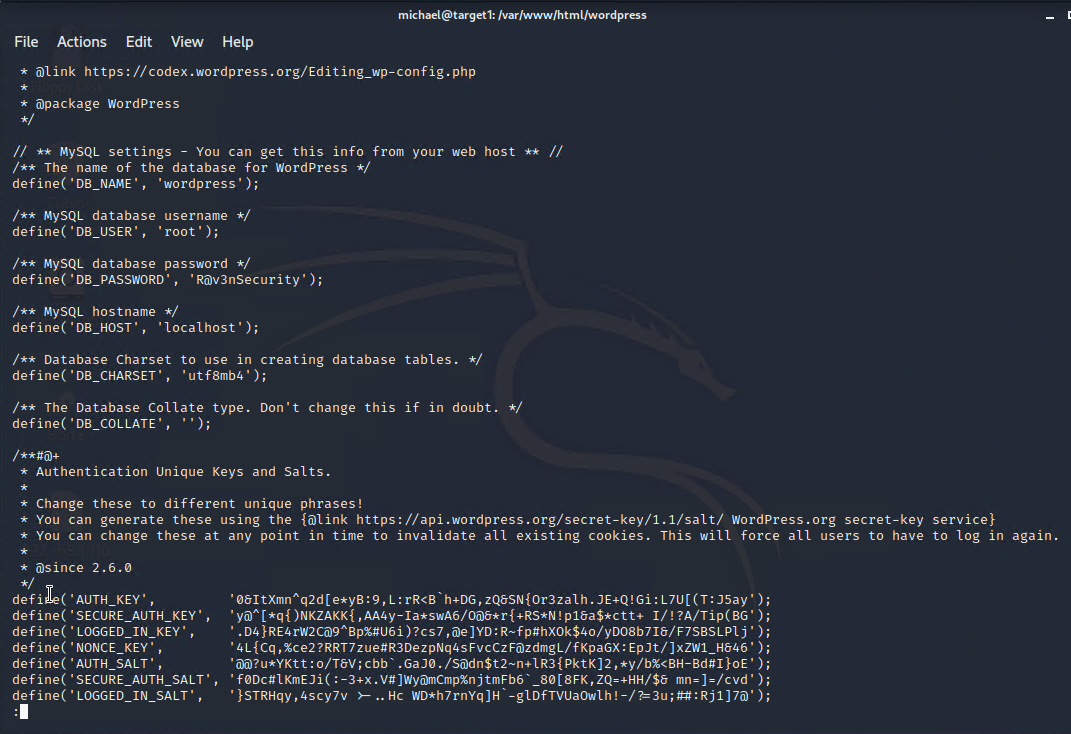 michael@target1: /var/www/html/wordpress
File Actions Edit View Help
 * @link https://codex.wordpress.org/Editing_wp-config.php
 *
 * @package WordPress
 */

// ** MySQL settings - You can get this info from your web host ** //
/** The name of the database for WordPress */
define('DB_NAME', 'wordpress');

/** MySQL database username */
define('DB_USER', 'root');

/** MySQL database password */
define('DB_PASSWORD', 'R@v3nSecurity');

/** MySQL hostname */
define('DB_HOST', 'localhost');

/** Database Charset to use in creating database tables. */
define('DB_CHARSET', 'utf8mb4');

/** The Database Collate type. Don't change this if in doubt. */
define('DB_COLLATE', '');

/**#@+
 * Authentication Unique Keys and Salts.
 *
 * Change these to different unique phrases!
 * You can generate these using the {@link https://api.wordpress.org/secret-key/1.1/salt/ WordPress.org secret-key service}
 * You can change these at any point in time to invalidate all existing cookies. This will force all users to have to log in again.
 *
 * @since 2.6.0
 */
define('AUTH_KEY',         '0&ItXmn^q2d[e*yB:9,L:rR<B`h+DG,zQ&SN{Or3zalh.JE+Q!Gi:L7U[(T:J5ay');
define('SECURE_AUTH_KEY',  'y@^[*q{)NKZAKK{,AA4y-Ia*swA6/O@&*r{+RS*N!p1&a$*ctt+ I/!?A/Tip(BG');
define('LOGGED_IN_KEY',    '.D4}RE4rW2C@9^Bp%#U6i)?cs7,@e]YD:R~fp#hXOk$4o/yDO8b7I&/F7SBSLPlj');
define('NONCE_KEY',        '4L{Cq,%ce2?RRT7zue#R3DezpNq4sFvcCzF@zdmgL/fKpaGX:EpJt/]xZW1_H&46');
define('AUTH_SALT',        '@@?u*YKtt:o/T&V;cbb`.GaJ0./S@dn$t2~n+lR3{PktK]2,*y/b%<BH-Bd#I}oE');
define('SECURE_AUTH_SALT', 'f0Dc#lKmEJi(:-3+x.V#]Wy@mCmp%njtmFb6`_80[8FK,ZQ=+HH/$& mn=]=/cvd');
define('LOGGED_IN_SALT',   '}STRHqy,4scy7v >-..Hc WD*h7rnYq]H`-glDfTVUaOwlh!-/?=3u;##:Rj1]7@');
: